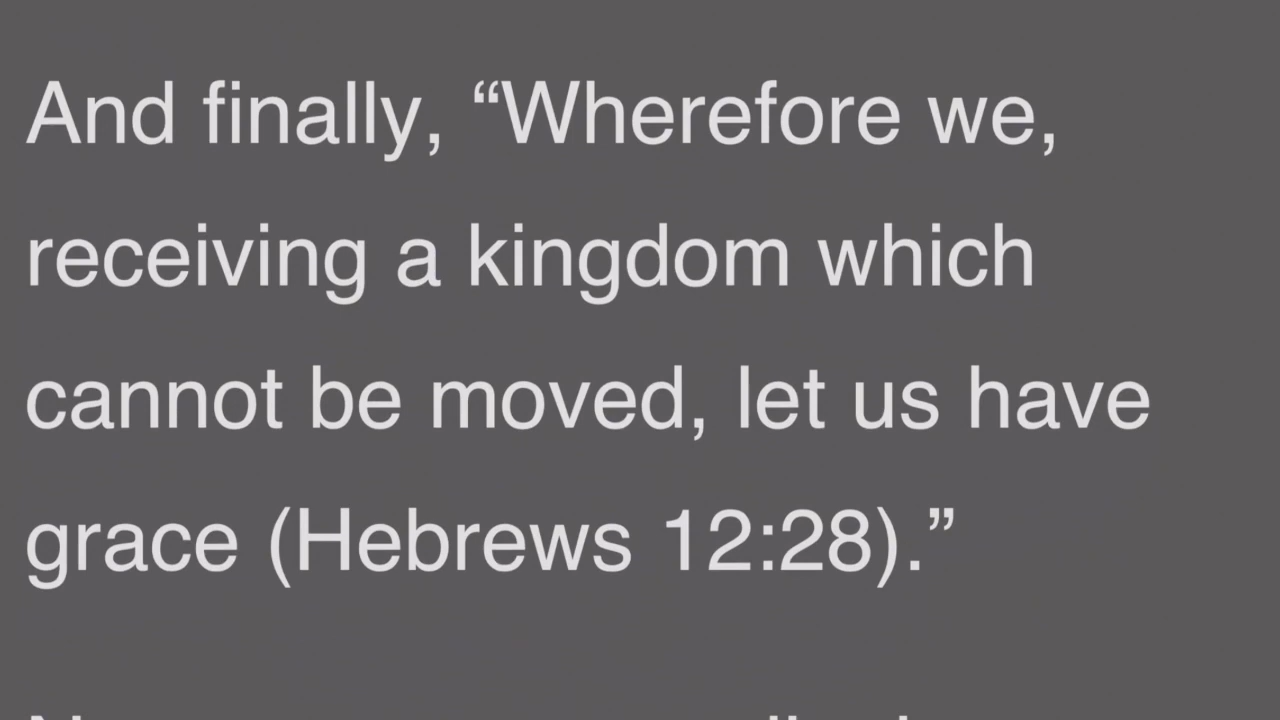 And finally, “Wherefore we,
receiving a kingdom which
cannot be moved, let us have
grace (Hebrews 12:28).”